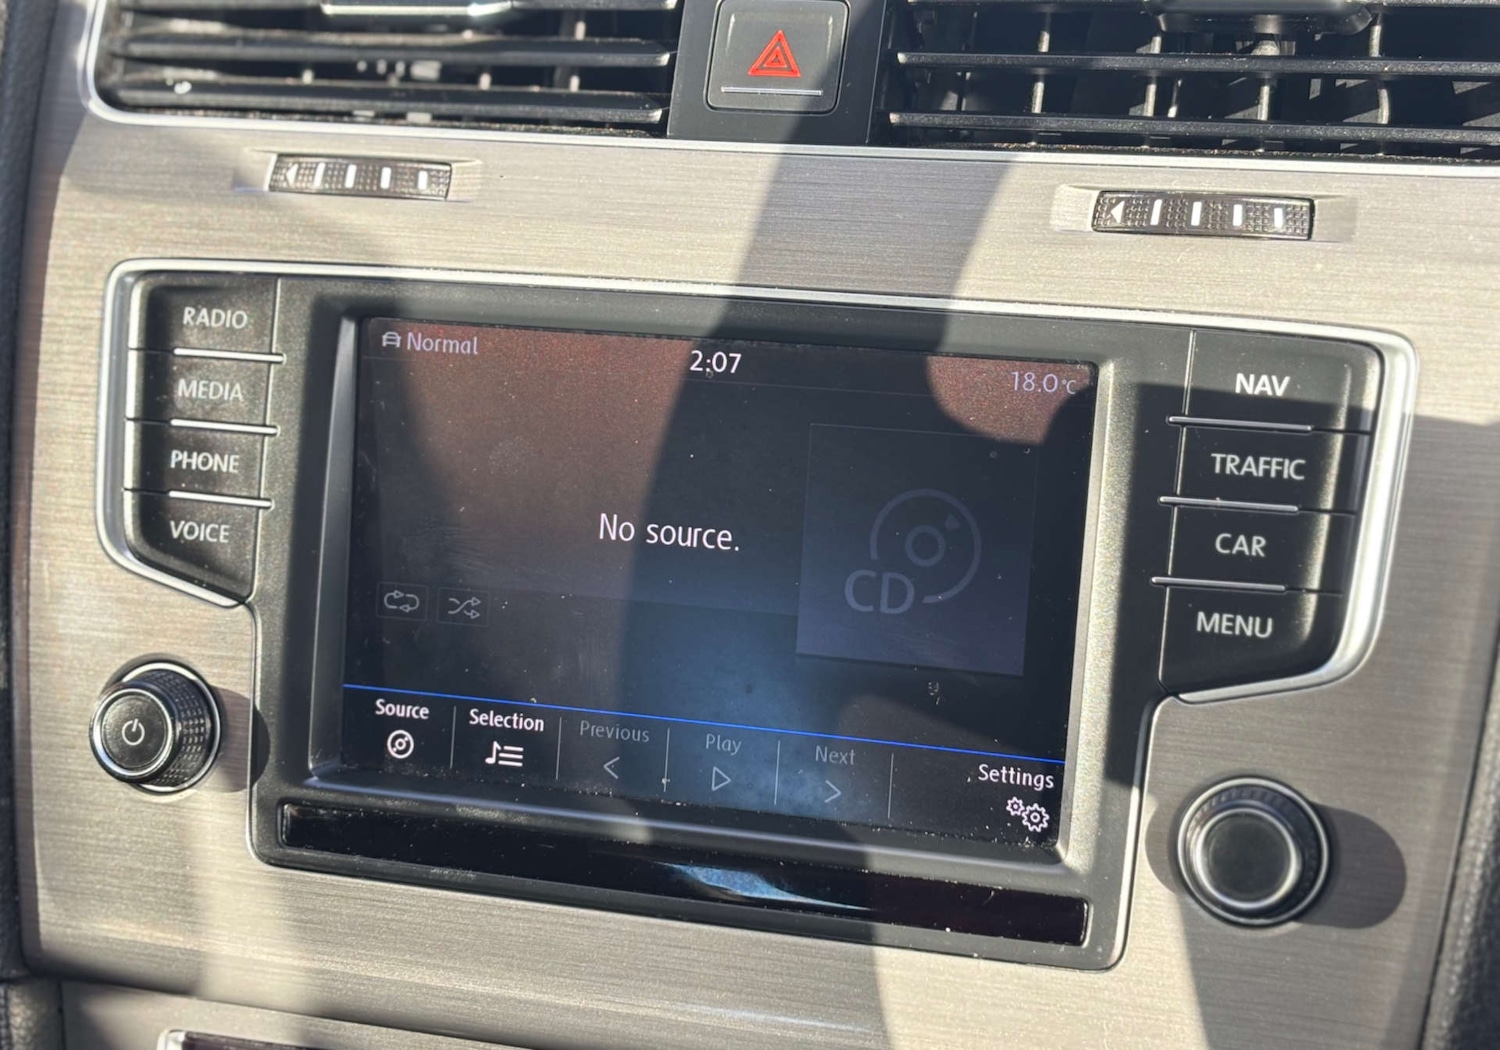 RADIO
MEDIA
PHONE
VOICE
Normal
2:07
18.0°C
No source.
CD
Source
Selection
Previous
Play
Next
Settings
NAV
TRAFFIC
CAR
MENU